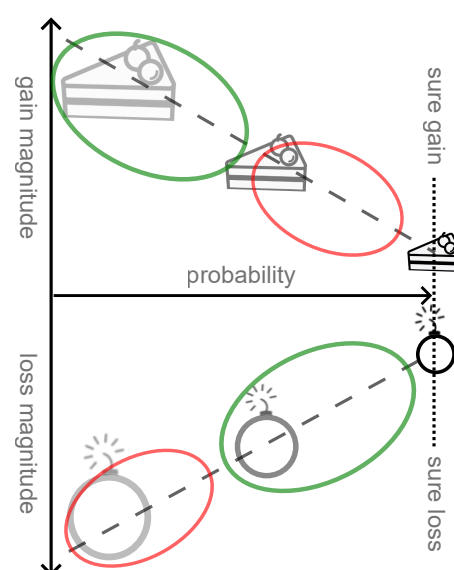 gain magnitude
sure gain
probability
loss magnitude
sure loss